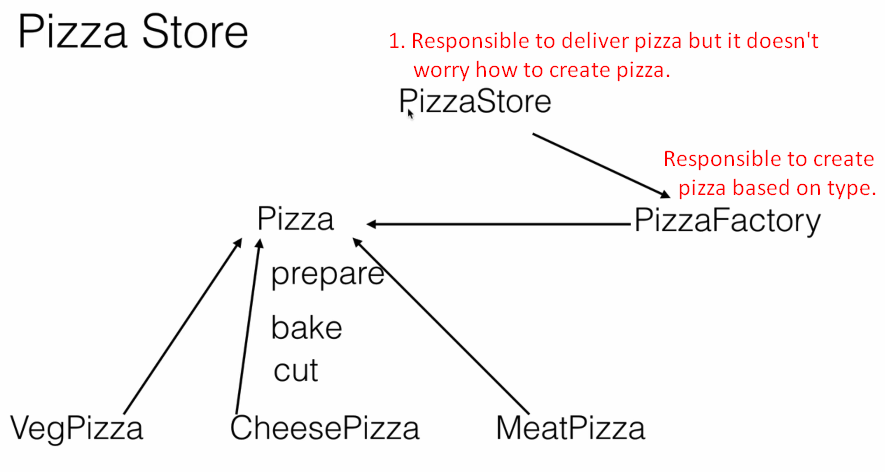 Pizza Store
1. Responsible to deliver pizza but it doesn't
worry how to create pizza.
PizzaStore
Responsible to create
pizza based on type.
Pizza
PizzaFactory
prepare
bake
cut
VegPizza
CheesePizza
MeatPizza